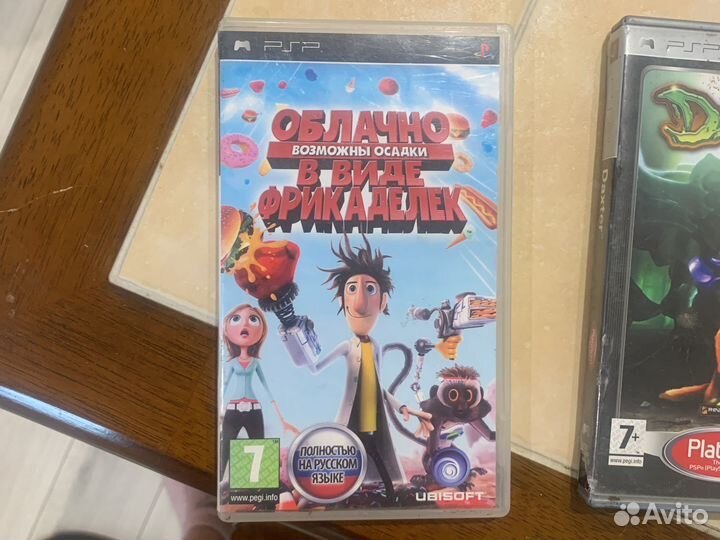 PSP
ОБЛАЧНО
ВОЗМОЖНЫ ОСАДКИ
В ВИДЕ
ФРИКАДЕЛЕК
7
www.pegi.info
ПОЛНОСТЬЮ
НА РУССКОМ
ЯЗЫКЕ
UBISOFT
PSP
Daxter
D
7+
www.pegi.info
Plat
Avito